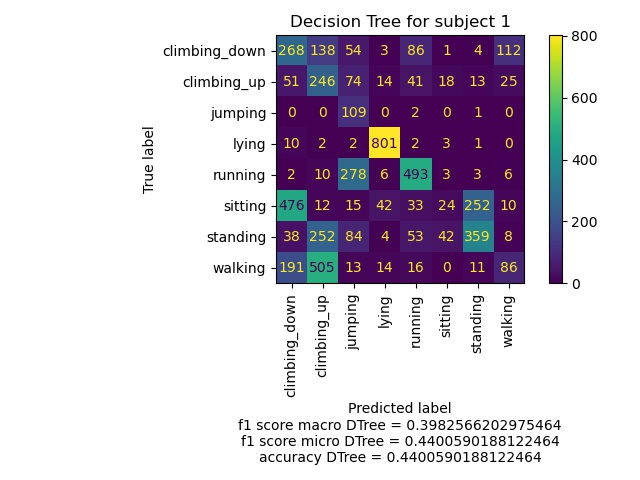 Decision Tree for subject 1
climbing_down 268 138 54 3 86 1 4 112
climbing_up 51 246 74 14 41 18 13 25
jumping 0 0 109 0 2 0 1 0
lying 10 2 2 801 2 3 1 0
running 2 10 278 6 493 3 3 6
sitting 476 12 15 42 33 24 252 10
standing 38 252 84 4 53 42 359 8
walking 191 505 13 14 16 0 11 86
True label
climbing_down
climbing_up
jumping
lying
running
sitting
standing
walking
800
600
400
200
0
Predicted label
f1 score macro DTree = 0.3982566202975464
f1 score micro DTree = 0.4400590188122464
accuracy DTree = 0.4400590188122464